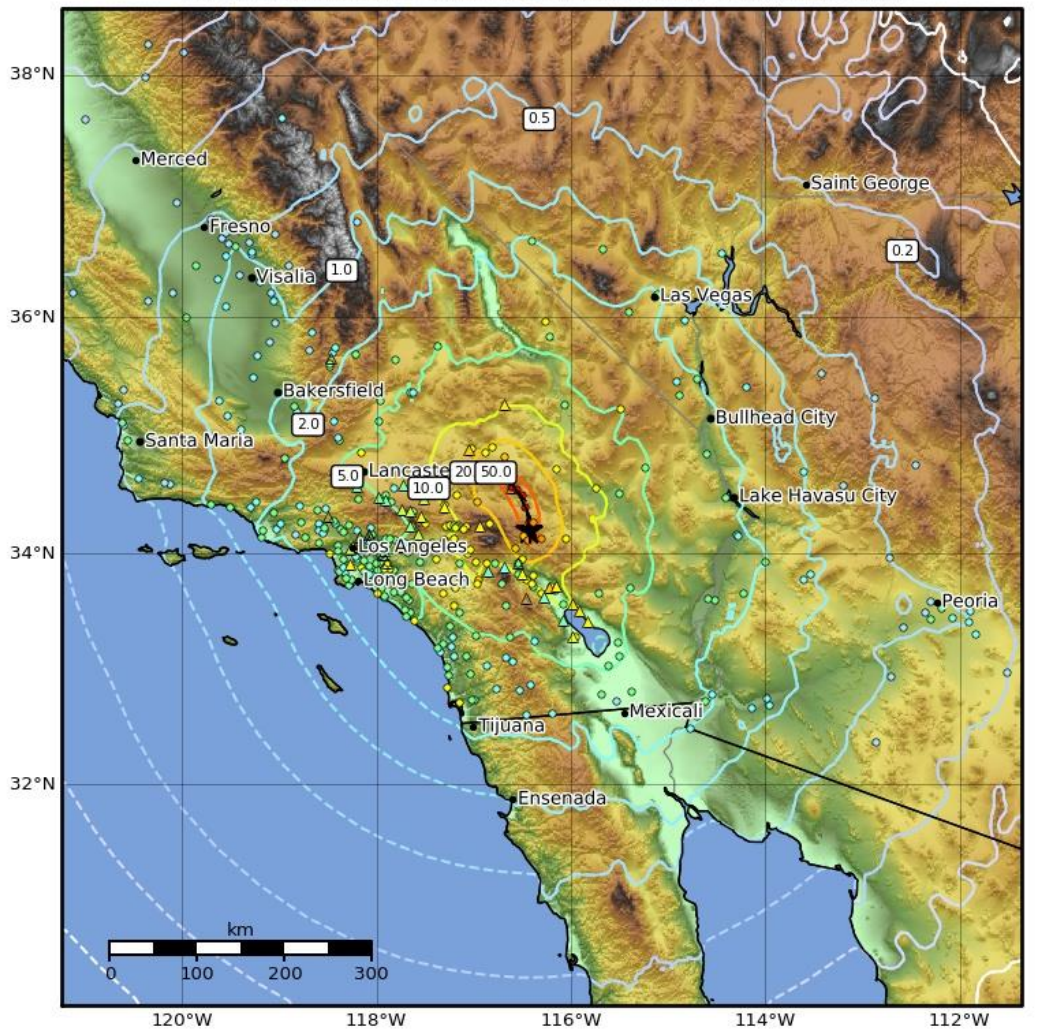 38°N
0.5
Merced
Saint George
Fresno
0.2
Visalia
1.0
Las Vegas
36°N
Bakersfield
Bullhead City
2.0
Santa Maria
5.0
Lancaste
20
50.0
10.0
Lake Havasu City
34°N
Los Angeles
Long Beach
Peoria
Mexicali
Tijuana
32°N
Ensenada
km
0 100 200 300
120°W 118°W 116°W 114°W 112°W